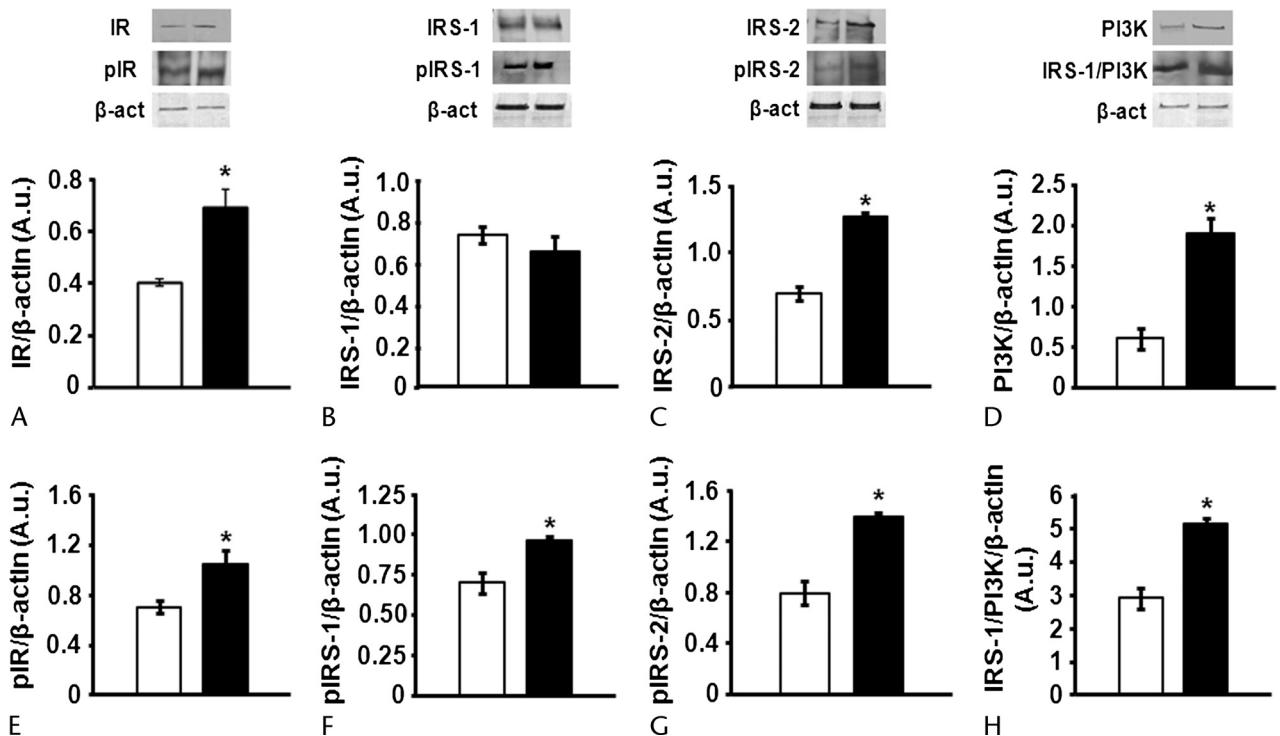 IR
pIR
β-act
IRS-1
pIRS-1
β-act
IRS-2
pIRS-2
β-act
PI3K
IRS-1/PI3K
β-act
IR/β-actIn (A.u.)
0.8
0.6
0.4
0.2
0
*
A
IRS-1/β-actIn (A.u.)
1.0
0.8
0.6
0.4
0.2
0
B
IRS-2/β-actIn (A.u.)
1.5
1.0
0.5
0
*
C
PI3K/β-actIn (A.u.)
2.5
2.0
1.5
1.0
0.5
0
*
D
pIR/β-actIn (A.u.)
1.6
1.2
0.8
0.4
0
*
E
pIRS-1/β-actIn (A.u.)
1.25
1.00
0.75
0.50
0.25
0
*
F
pIRS-2/β-actIn (A.u.)
1.6
1.2
0.8
0.4
0
*
G
IRS-1/PI3K/β-actIn
(A.u.)
6
5
4
3
2
1
0
*
H